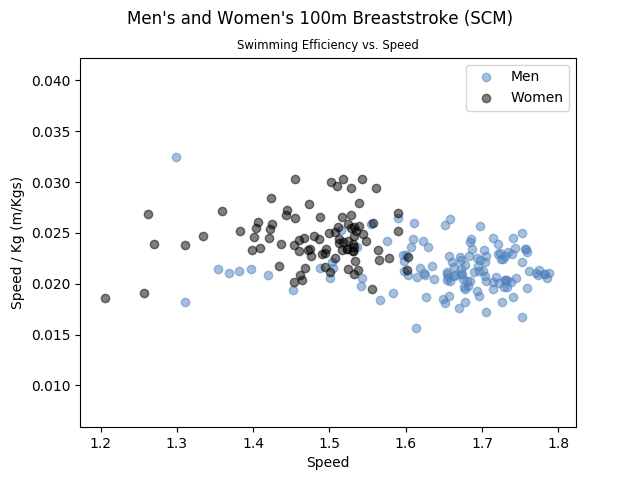 Men's and Women's 100m Breaststroke (SCM)
Swimming Efficiency vs. Speed
Men
Women
0.040
0.035
0.030
0.025
0.020
0.015
0.010
Speed / Kg (m/Kgs)
1.2 1.3 1.4 1.5 1.6 1.7 1.8
Speed